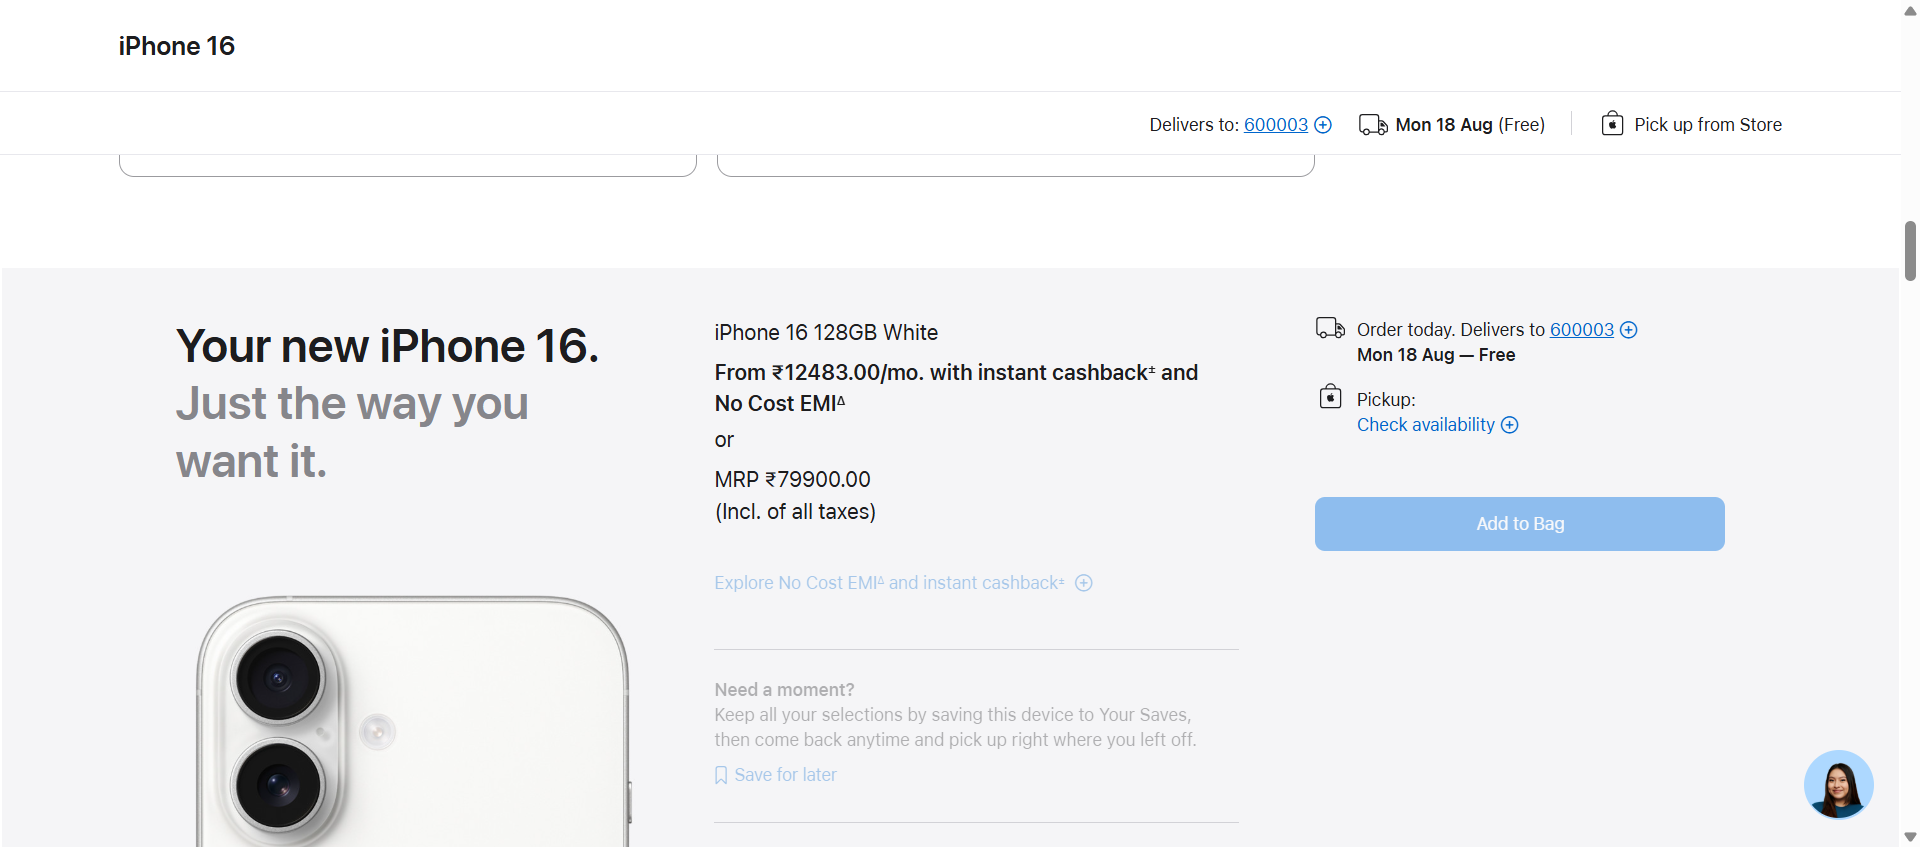 iPhone 16
Delivers to: 600003
Mon 18 Aug (Free)
Pick up from Store
Your new iPhone 16.
Just the way you
want it.
iPhone 16 128GB White
From ₹12483.00/mo. with instant cashback± and
No Cost EMI∆
or
MRP ₹79900.00
(Incl. of all taxes)
Explore No Cost EMI∆ and instant cashback±
Need a moment?
Keep all your selections by saving this device to Your Saves,
then come back anytime and pick up right where you left off.
Save for later
Order today. Delivers to 600003
Mon 18 Aug — Free
Pickup:
Check availability
Add to Bag